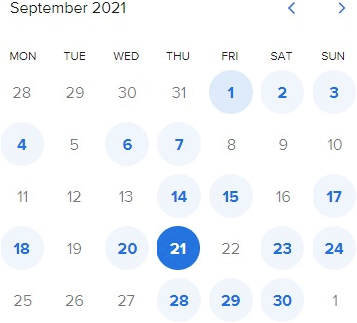 September 2021
MON TUE WED THU FRI SAT SUN
28 29 30 31 1 2 3
4 5 6 7 8 9 10
11 12 13 14 15 16 17
18 19 20 21 22 23 24
25 26 27 28 29 30 1